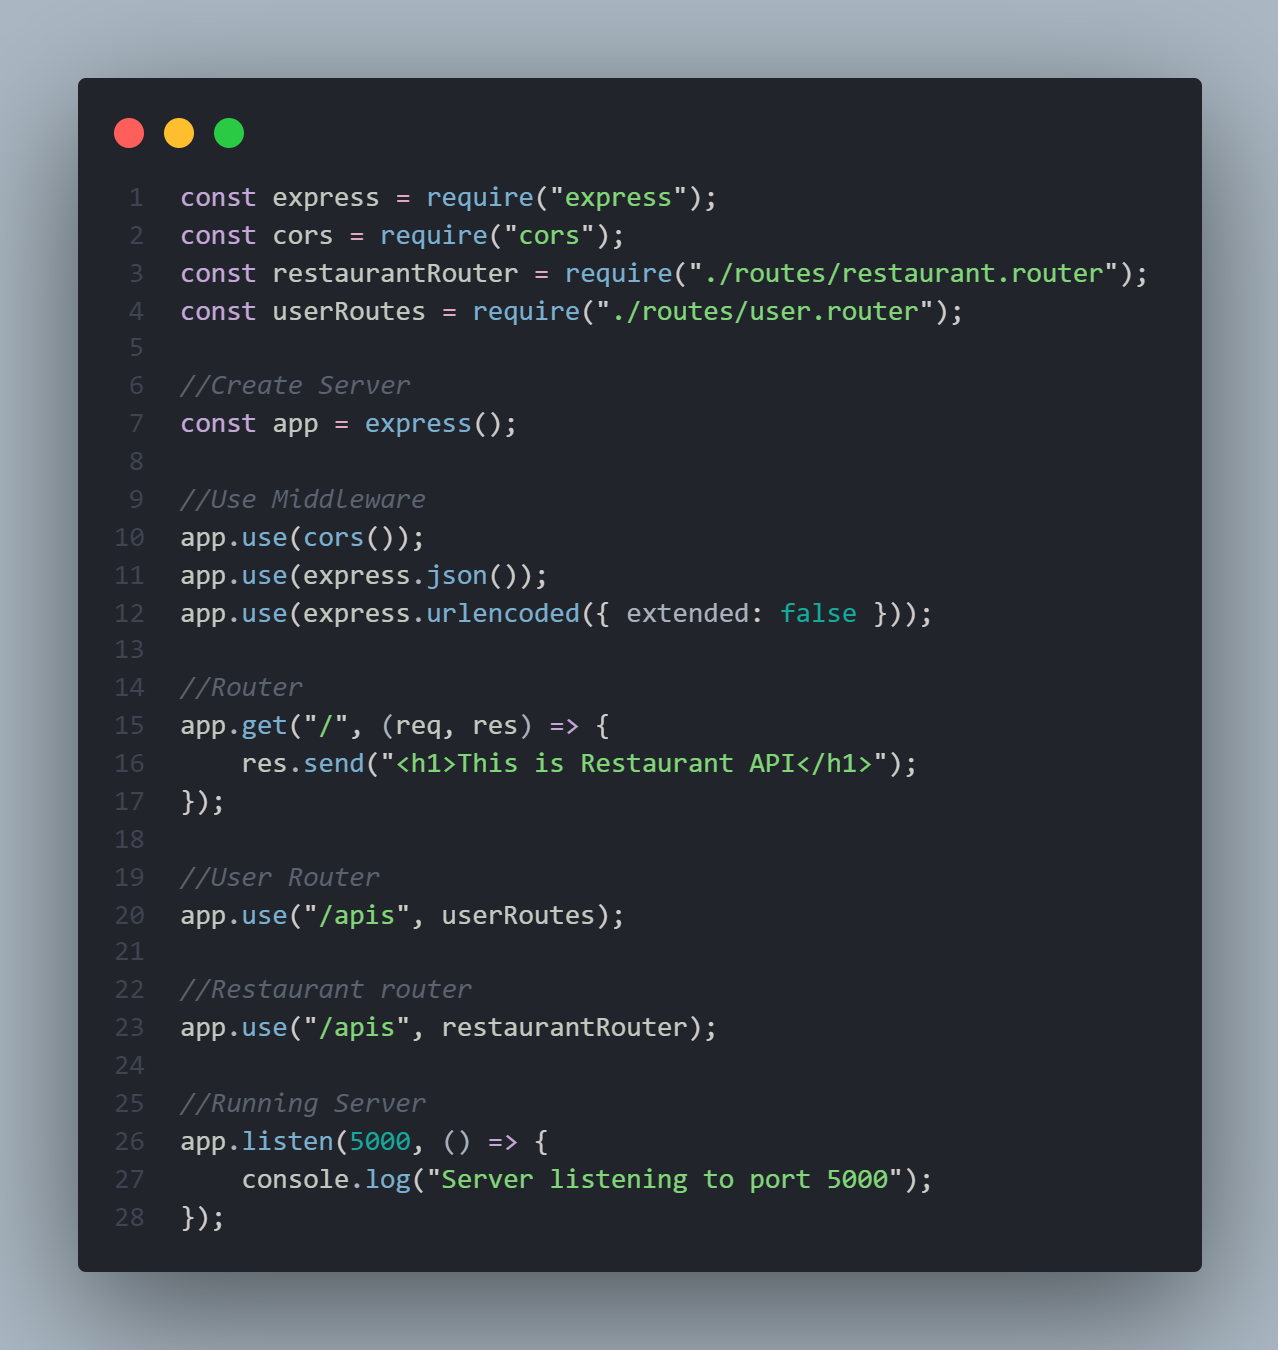 1 const express = require("express");
2 const cors = require("cors");
3 const restaurantRouter = require("./routes/restaurant.router");
4 const userRoutes = require("./routes/user.router");
5
6 //Create Server
7 const app = express();
8
9 //Use Middleware
10 app.use(cors());
11 app.use(express.json());
12 app.use(express.urlencoded({ extended: false }));
13
14 //Router
15 app.get("/", (req, res) => {
16     res.send("<h1>This is Restaurant API</h1>");
17 });
18
19 //User Router
20 app.use("/apis", userRoutes);
21
22 //Restaurant router
23 app.use("/apis", restaurantRouter);
24
25 //Running Server
26 app.listen(5000, () => {
27     console.log("Server listening to port 5000");
28 });